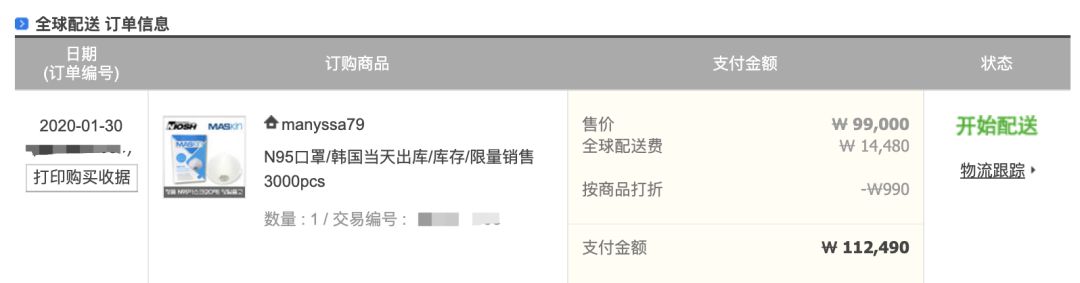 全球配送 订单信息
日期
(订单编号)
订购商品
支付金额
状态
2020-01-30
打印购买收据
NIOSH MASKin
MASKin
manyssa79
N95口罩/韩国当天出库/库存/限量销售
3000pcs
数量 : 1 / 交易编号 :
售价 ₩ 99,000
全球配送费 ₩ 14,480
按商品打折 -₩990
支付金额 ₩ 112,490
开始配送
物流跟踪